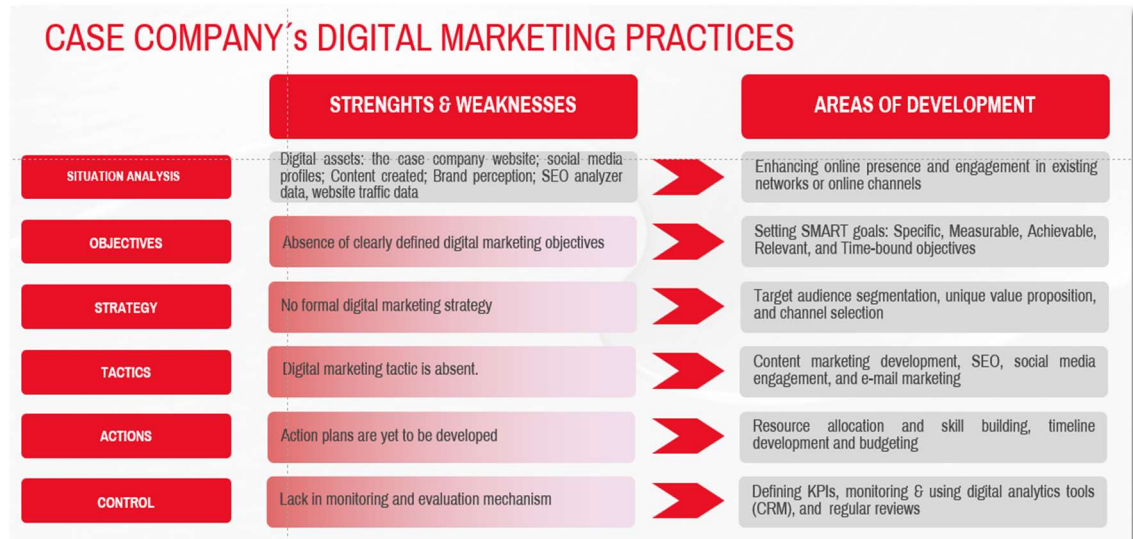 CASE COMPANY´s DIGITAL MARKETING PRACTICES
STRENGHTS & WEAKNESSES
AREAS OF DEVELOPMENT
SITUATION ANALYSIS
Digital assets: the case company website; social media
profiles; Content created; Brand perception; SEO analyzer
data, website traffic data
Enhancing online presence and engagement in existing
networks or online channels
OBJECTIVES
Absence of clearly defined digital marketing objectives
Setting SMART goals: Specific, Measurable, Achievable,
Relevant, and Time-bound objectives
STRATEGY
No formal digital marketing strategy
Target audience segmentation, unique value proposition,
and channel selection
TACTICS
Digital marketing tactic is absent.
Content marketing development, SEO, social media
engagement, and e-mail marketing
ACTIONS
Action plans are yet to be developed
Resource allocation and skill building, timeline
development and budgeting
CONTROL
Lack in monitoring and evaluation mechanism
Defining KPIs, monitoring & using digital analytics tools
(CRM), and regular reviews